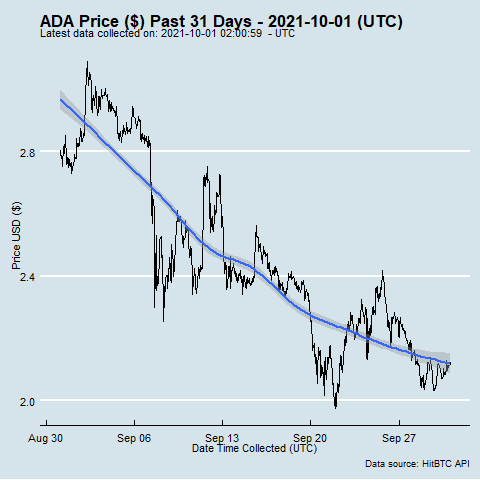 ADA Price ($) Past 31 Days - 2021-10-01 (UTC)
Latest data collected on: 2021-10-01 02:00:59  - UTC
Price USD ($)
2.8
2.4
2.0
Aug 30
Sep 06
Sep 13
Sep 20
Sep 27
Date Time Collected (UTC)
Data source: HitBTC API